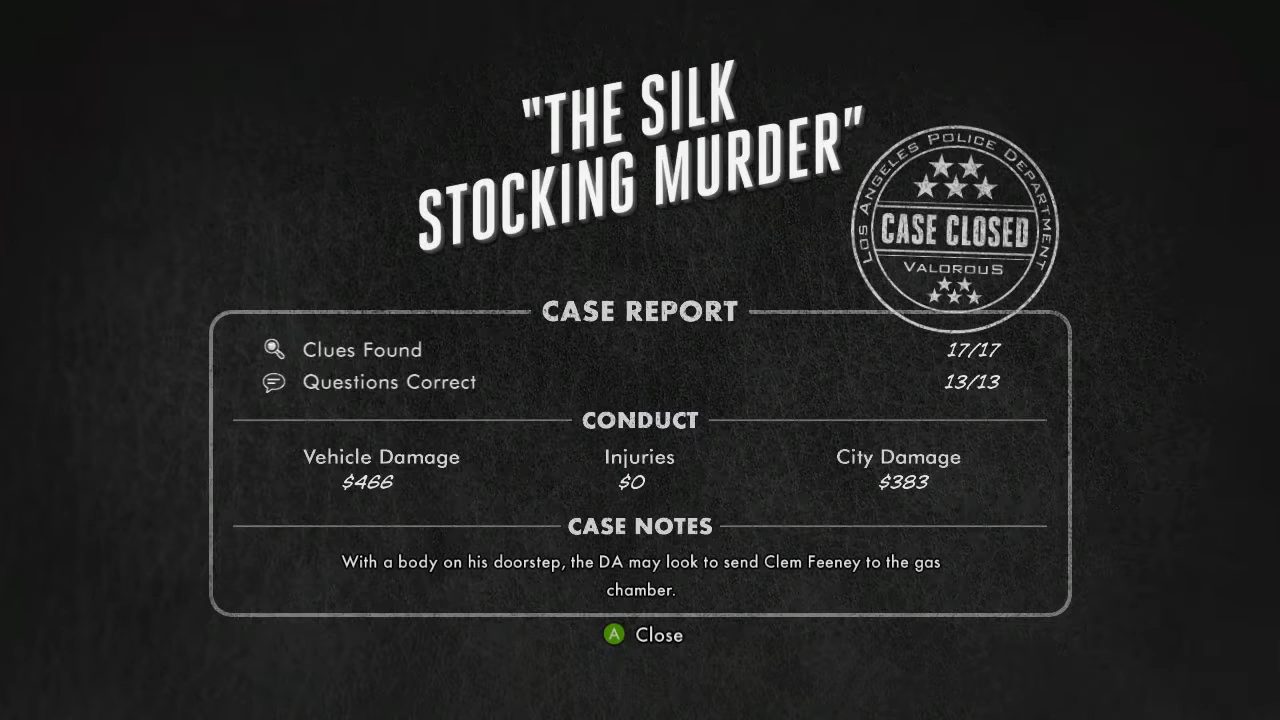 "THE SILK
STOCKING MURDER"
LOS ANGELES POLICE DEPARTMENT
CASE CLOSED
VALOROUS
CASE REPORT
Clues Found 17/17
Questions Correct 13/13
CONDUCT
Vehicle Damage Injuries City Damage
$466 $0 $383
CASE NOTES
With a body on his doorstep, the DA may look to send Clem Feeney to the gas
chamber.
A Close